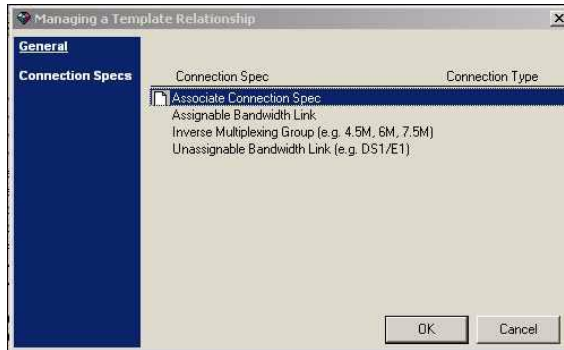 Managing a Template Relationship
General
Connection Specs
Connection Spec Connection Type
Associate Connection Spec
Assignable Bandwidth Link
Inverse Multiplexing Group (e.g. 4.5M, 6M, 7.5M)
Unassignable Bandwidth Link (e.g. DS1/E1)
OK Cancel